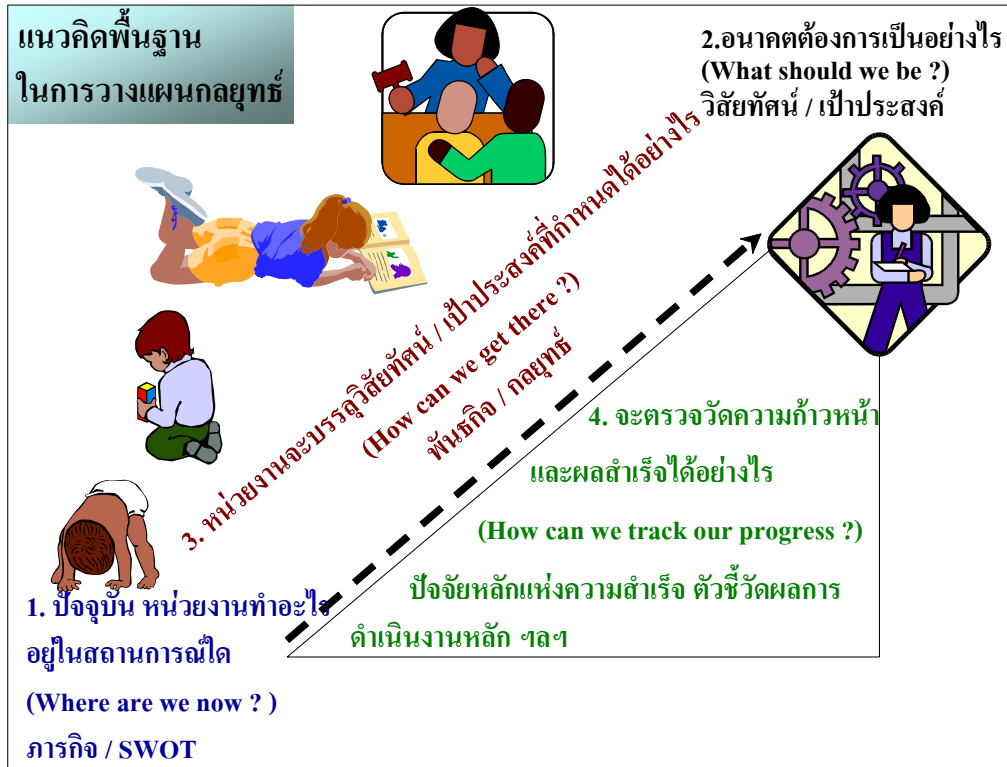 แนวคิดพื้นฐาน
ในการวางแผนกลยุทธ์
2.อนาคตต้องการเป็นอย่างไร
(What should we be ?)
วิสัยทัศน์ / เป้าประสงค์
3. หน่วยงานจะบรรลุวิสัยทัศน์ / เป้าประสงค์ที่กำหนดได้อย่างไร
(How can we get there ?)
พันธกิจ / กลยุทธ์
4. จะตรวจวัดความก้าวหน้า
และผลสำเร็จได้อย่างไร
(How can we track our progress ?)
ปัจจัยหลักแห่งความสำเร็จ ตัวชี้วัดผลการ
ดำเนินงานหลัก ฯลฯ
1. ปัจจุบัน หน่วยงานทำอะไร
อยู่ในสถานการณ์ใด
(Where are we now ? )
ภารกิจ / SWOT